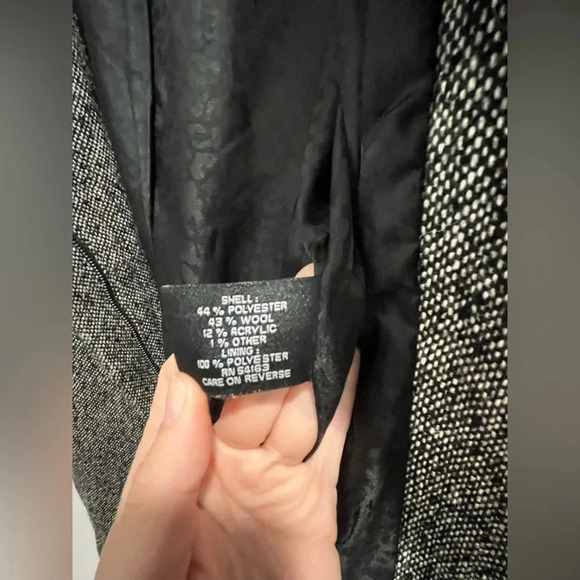 SHELL :
44 % POLYESTER
43 % WOOL
12 % ACRYLIC
1 % OTHER
LINING :
100 % POLYESTER
RN 54163
CARE ON REVERSE